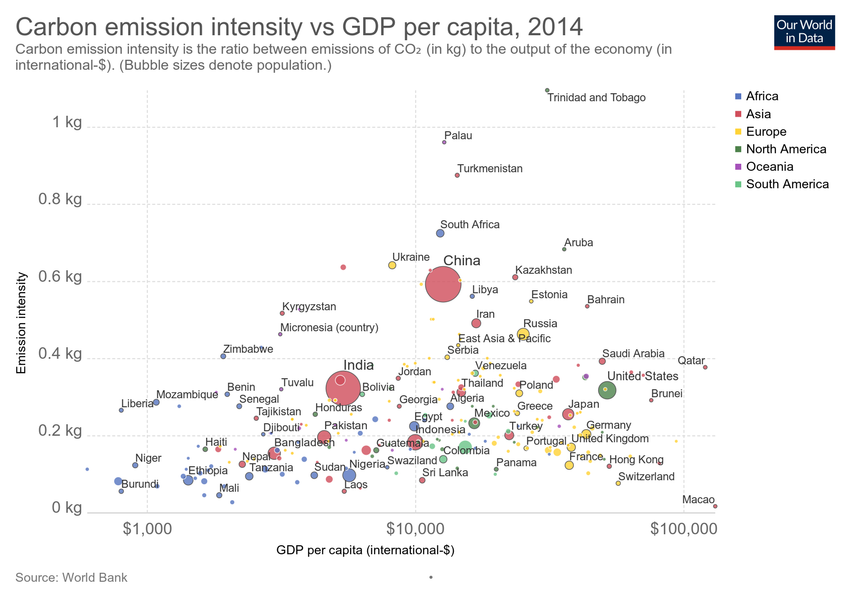 Carbon emission intensity vs GDP per capita, 2014
Carbon emission intensity is the ratio between emissions of CO₂ (in kg) to the output of the economy (in
international-$). (Bubble sizes denote population.)
Our World
in Data
Africa
Asia
Europe
North America
Oceania
South America
Trinidad and Tobago
1 kg
Palau
Turkmenistan
0.8 kg
South Africa
Aruba
Ukraine
China
Kazakhstan
0.6 kg
Libya
Estonia
Bahrain
Kyrgyzstan
Iran
Russia
Micronesia (country)
East Asia & Pacific
Zimbabwe
Serbia
0.4 kg
Saudi Arabia
Qatar
India
Jordan
Venezuela
United States
Tuvalu
Bolivia
Thailand
Poland
Benin
Mozambique
Liberia
Senegal
Georgia
Algeria
Brunei
Honduras
Greece
Japan
Tajikistan
Egypt
Mexico
Djibouti
Pakistan
Indonesia
Turkey
Germany
0.2 kg
Haiti
Bangladesh
Guatemala
Portugal
United Kingdom
Nepal
Colombia
Niger
Ethiopia
Tanzania
Sudan
Nigeria
Swaziland
Panama
France
Hong Kong
Burundi
Mali
Laos
Sri Lanka
Switzerland
Macao
0 kg
$1,000
$10,000
$100,000
Emission intensity
GDP per capita (international-$)
Source: World Bank